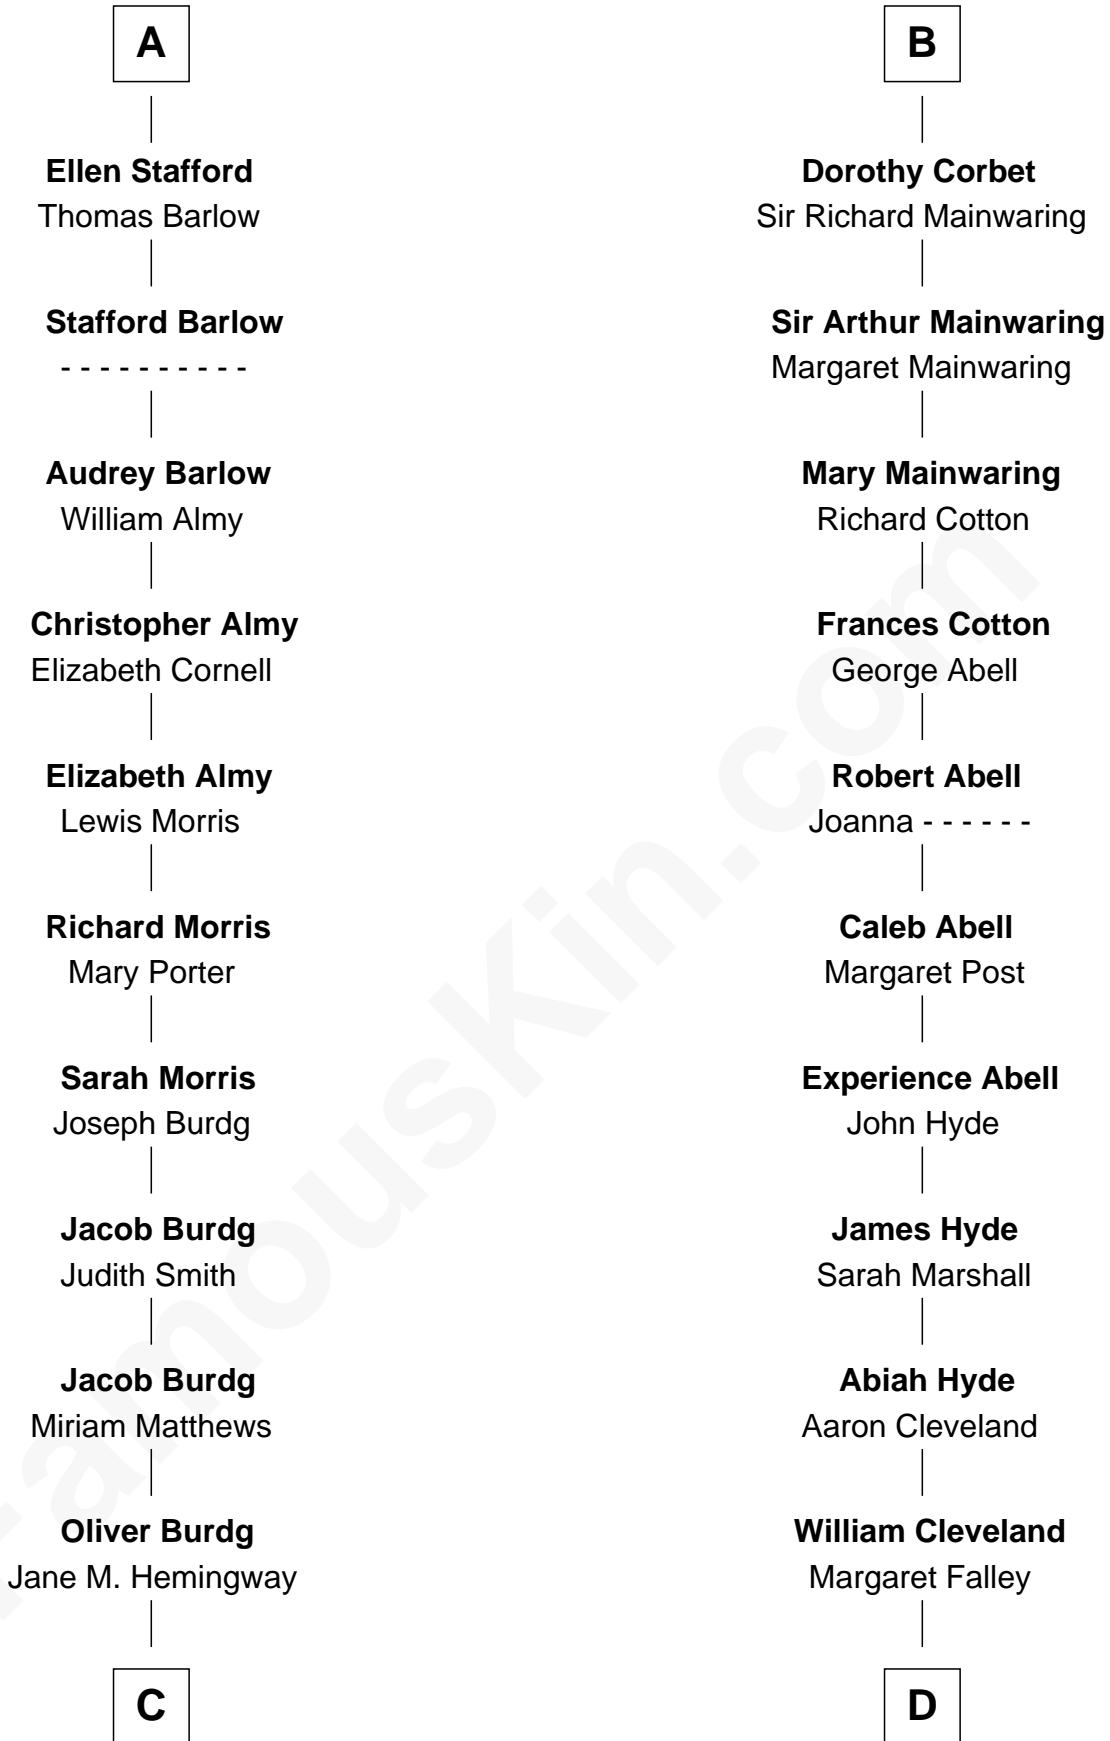 A
Ellen Stafford
Thomas Barlow
Stafford Barlow
- - - - - - - - - -
Audrey Barlow
William Almy
Christopher Almy
Elizabeth Cornell
Elizabeth Almy
Lewis Morris
Richard Morris
Mary Porter
Sarah Morris
Joseph Burdg
Jacob Burdg
Judith Smith
Jacob Burdg
Miriam Matthews
Oliver Burdg
Jane M. Hemingway
C
B
Dorothy Corbet
Sir Richard Mainwaring
Sir Arthur Mainwaring
Margaret Mainwaring
Mary Mainwaring
Richard Cotton
Frances Cotton
George Abell
Robert Abell
Joanna - - - - - -
Caleb Abell
Margaret Post
Experience Abell
John Hyde
James Hyde
Sarah Marshall
Abiah Hyde
Aaron Cleveland
William Cleveland
Margaret Falley
D
FamousKin.com